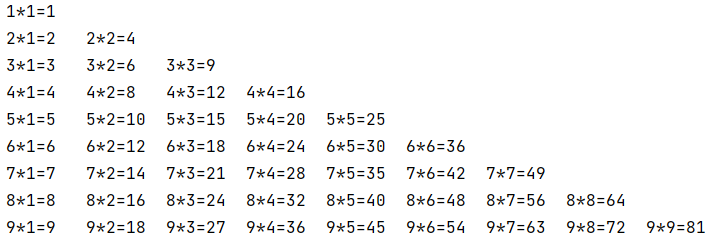 1*1=1
2*1=2 2*2=4
3*1=3 3*2=6 3*3=9
4*1=4 4*2=8 4*3=12 4*4=16
5*1=5 5*2=10 5*3=15 5*4=20 5*5=25
6*1=6 6*2=12 6*3=18 6*4=24 6*5=30 6*6=36
7*1=7 7*2=14 7*3=21 7*4=28 7*5=35 7*6=42 7*7=49
8*1=8 8*2=16 8*3=24 8*4=32 8*5=40 8*6=48 8*7=56 8*8=64
9*1=9 9*2=18 9*3=27 9*4=36 9*5=45 9*6=54 9*7=63 9*8=72 9*9=81